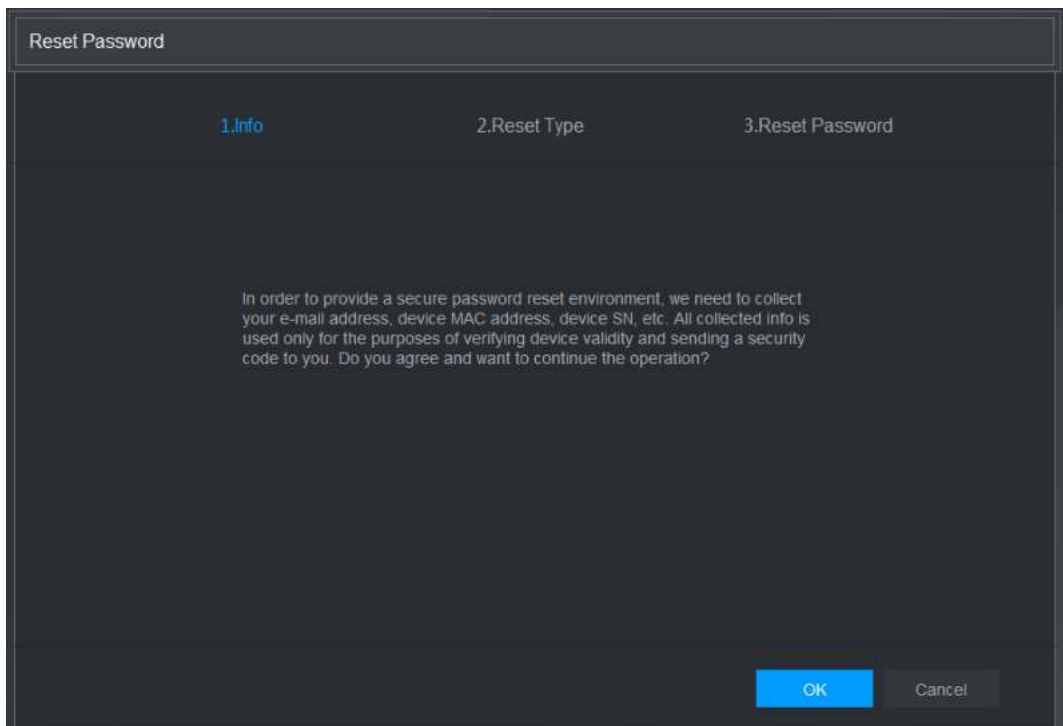 Reset Password
1.Info
2.Reset Type
3.Reset Password
In order to provide a secure password reset environment, we need to collect
your e-mail address, device MAC address, device SN, etc. All collected info is
used only for the purposes of verifying device validity and sending a security
code to you. Do you agree and want to continue the operation?
OK
Cancel